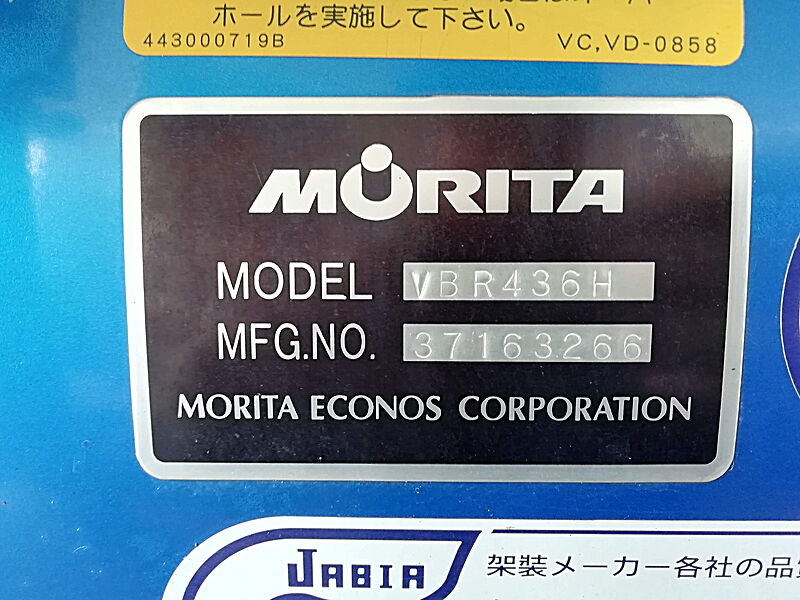 ホールを実施して下さい。
443000719B VC,VD-0858
MORITA
MODEL VBR436H
MFG.NO. 37163266
MORITA ECONOS CORPORATION
JABIA
架装メーカー各社の品